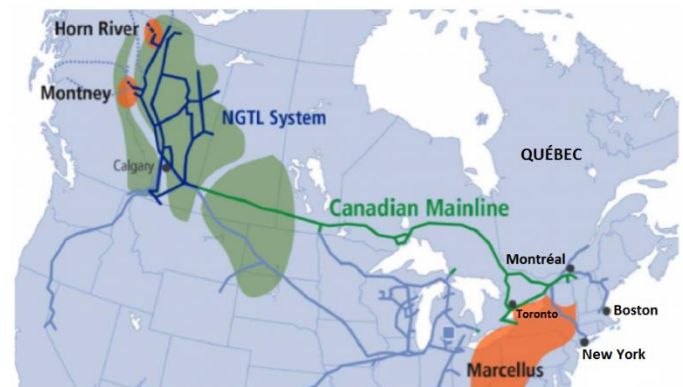 Horn River
Montney
NGTL System
Calgary
QUÉBEC
Canadian Mainline
Montréal
Toronto
Boston
New York
Marcellus